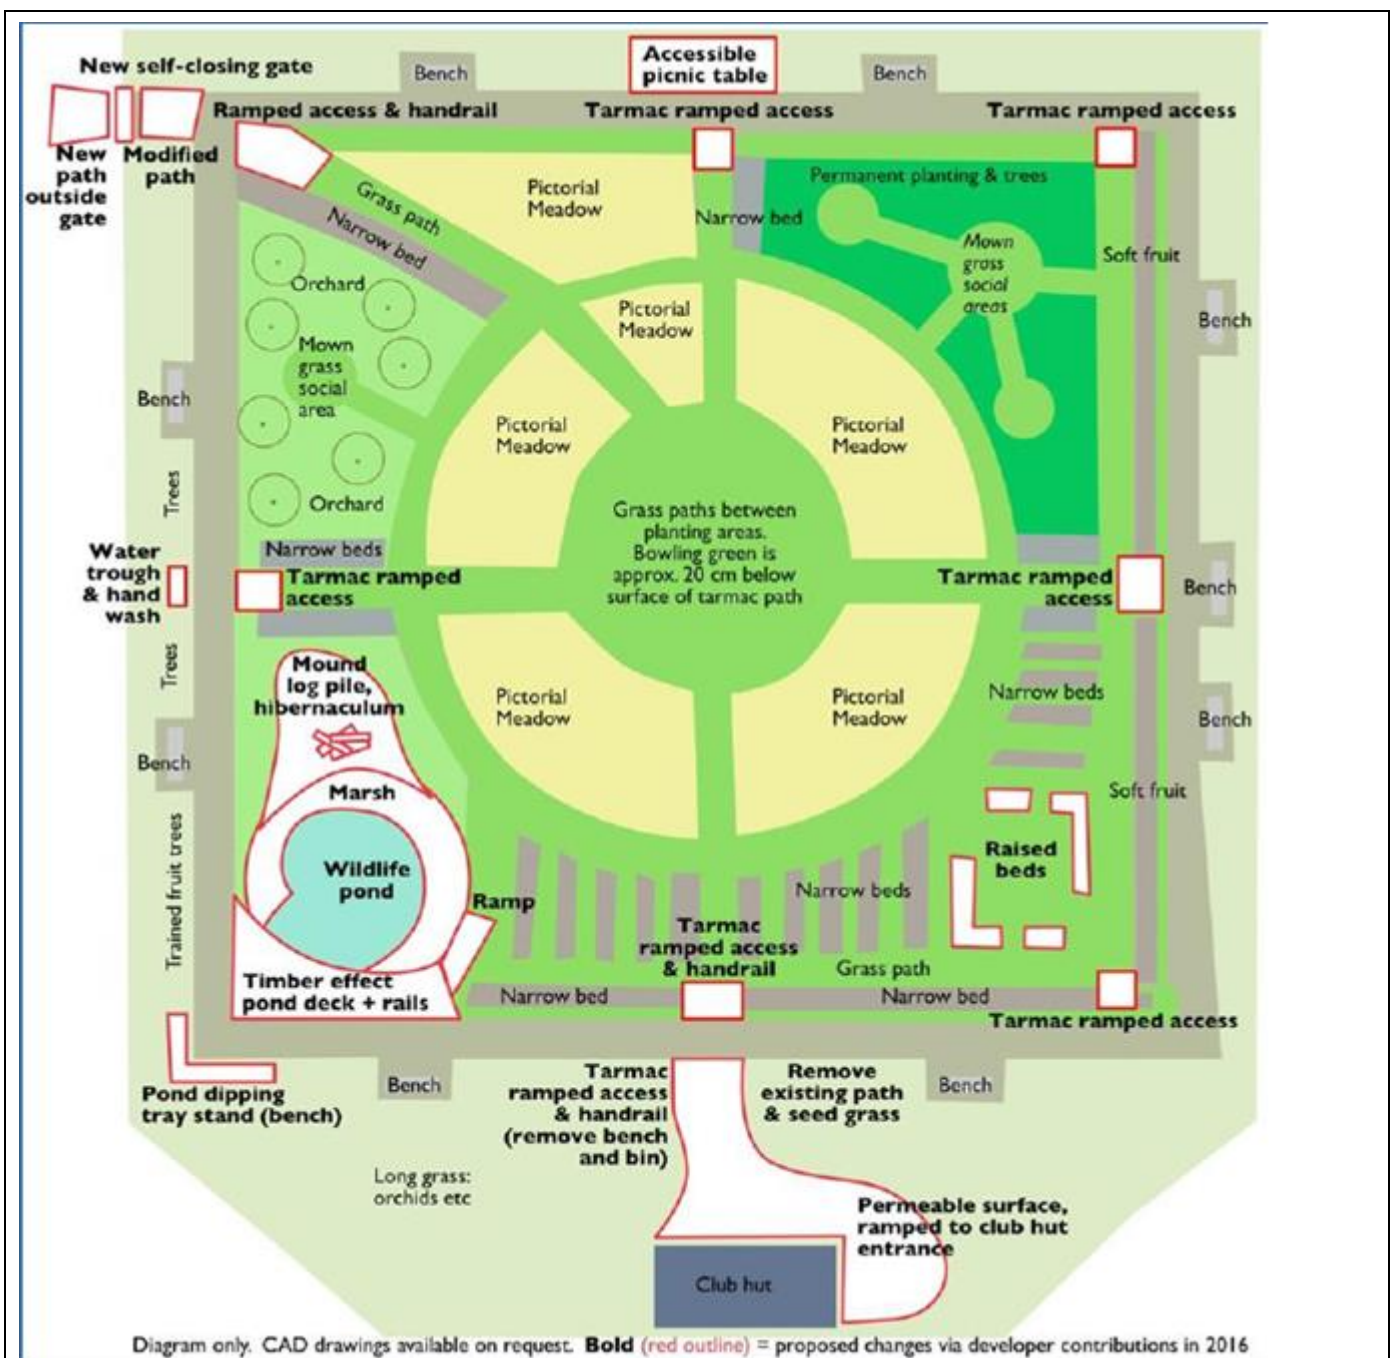 New self-closing gate
Bench
Accessible
picnic table
Bench
Ramped access & handrail
Tarmac ramped access
Tarmac ramped access
New
path
outside
gate
Modified
path
Grass path
Narrow bed
Pictorial
Meadow
Narrow bed
Permanent planting & trees
Mown
grass
social
areas
Soft fruit
Orchard
Pictorial
Meadow
Bench
Mown
grass
social
area
Bench
Pictorial
Meadow
Pictorial
Meadow
Trees
Orchard
Grass paths between
planting areas.
Bowling green is
approx. 20 cm below
surface of tarmac path
Narrow beds
Water
trough
& hand
wash
Tarmac ramped
access
Tarmac ramped
access
Bench
Trees
Mound
log pile,
hibernaculum
Pictorial
Meadow
Pictorial
Meadow
Narrow beds
Bench
Bench
Marsh
Soft fruit
Trained fruit trees
Wildlife
pond
Raised
beds
Ramp
Narrow beds
Tarmac
ramped access
& handrail
Grass path
Timber effect
pond deck + rails
Narrow bed
Narrow bed
Tarmac ramped access
Pond dipping
tray stand (bench)
Bench
Tarmac
ramped access
& handrail
(remove bench
and bin)
Remove
existing path
& seed grass
Bench
Long grass:
orchids etc
Permeable surface,
ramped to club hut
entrance
Club hut
Diagram only. CAD drawings available on request. Bold (red outline) = proposed changes via developer contributions in 2016